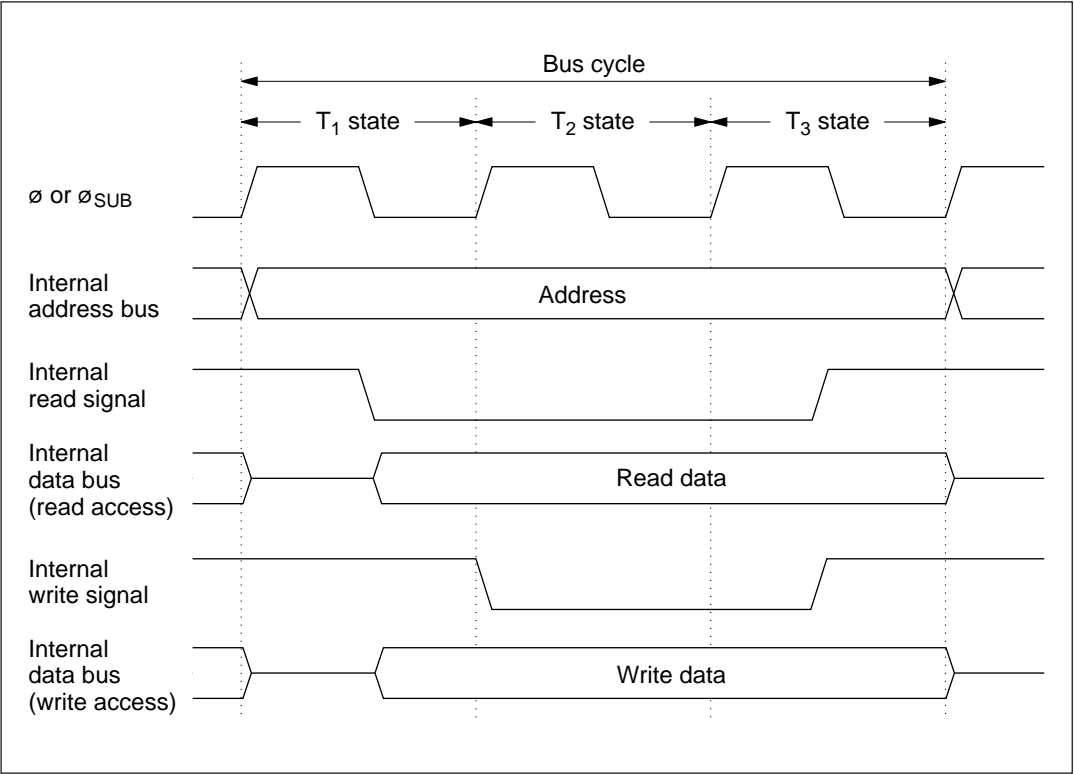 Bus cycle
T1 state
T2 state
T3 state
ø or øSUB
Internal
address bus
Address
Internal
read signal
Internal
data bus
(read access)
Read data
Internal
write signal
Internal
data bus
(write access)
Write data